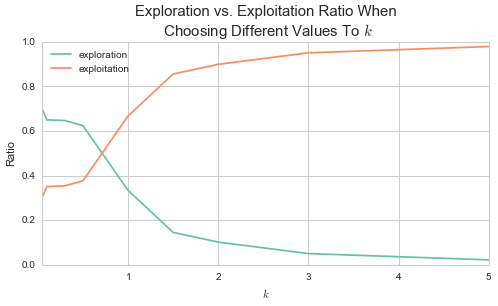 Exploration vs. Exploitation Ratio When
Choosing Different Values To k
exploration
exploitation
Ratio
1.0
0.8
0.6
0.4
0.2
0.0
1
2
3
4
5
k